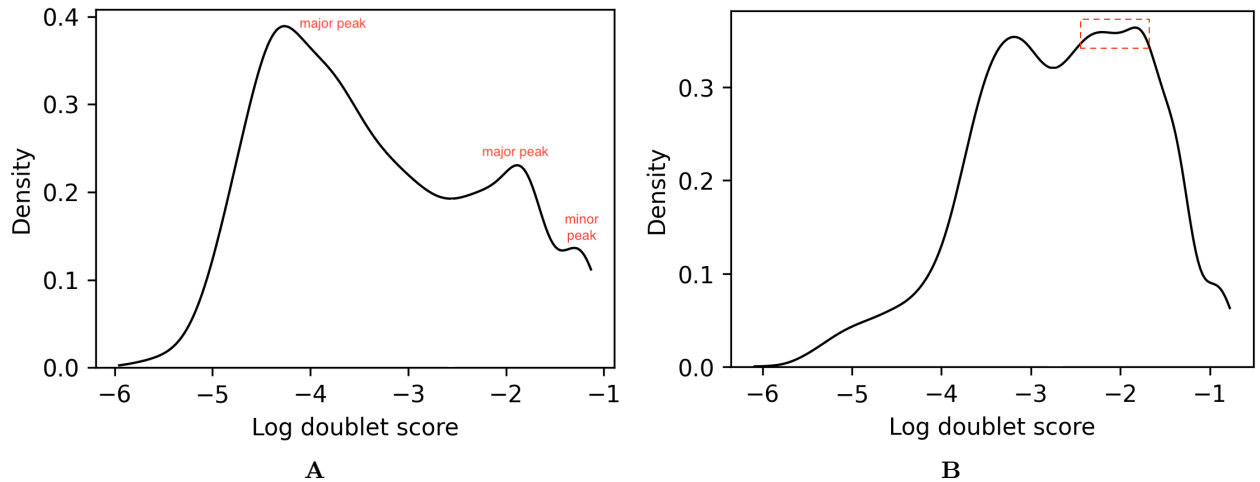 0.4
0.3
0.2
0.1
0.0
Density
major peak
major peak
minor
peak
−6 −5 −4 −3 −2 −1
Log doublet score
A
0.3
0.2
0.1
0.0
Density
−6 −5 −4 −3 −2 −1
Log doublet score
B